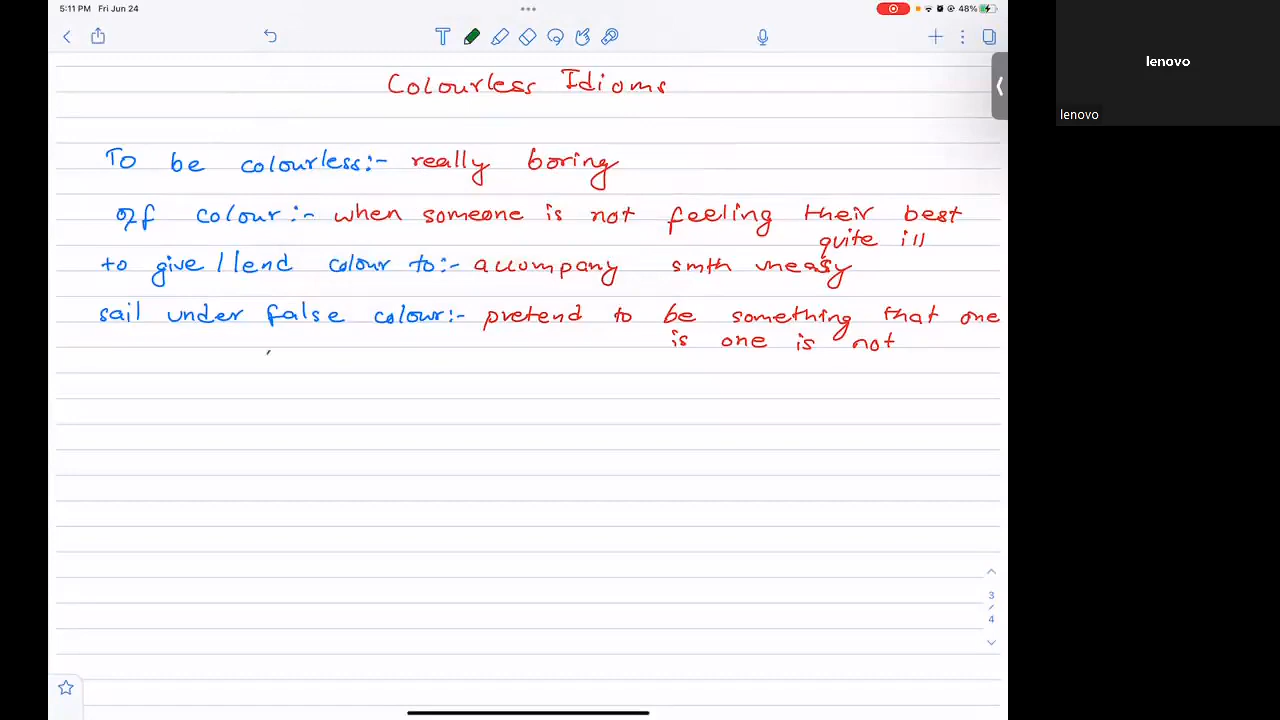 5:11 PM Fri Jun 24
48%
lenovo
lenovo
Colourless Idioms
To be colourless:- really boring
of colour:- when someone is not feeling their best
quite ill
to give / lend colour to:- accompany smth uneasy
sail under false colour:- pretend to be something that one
is one is not
3
/
4